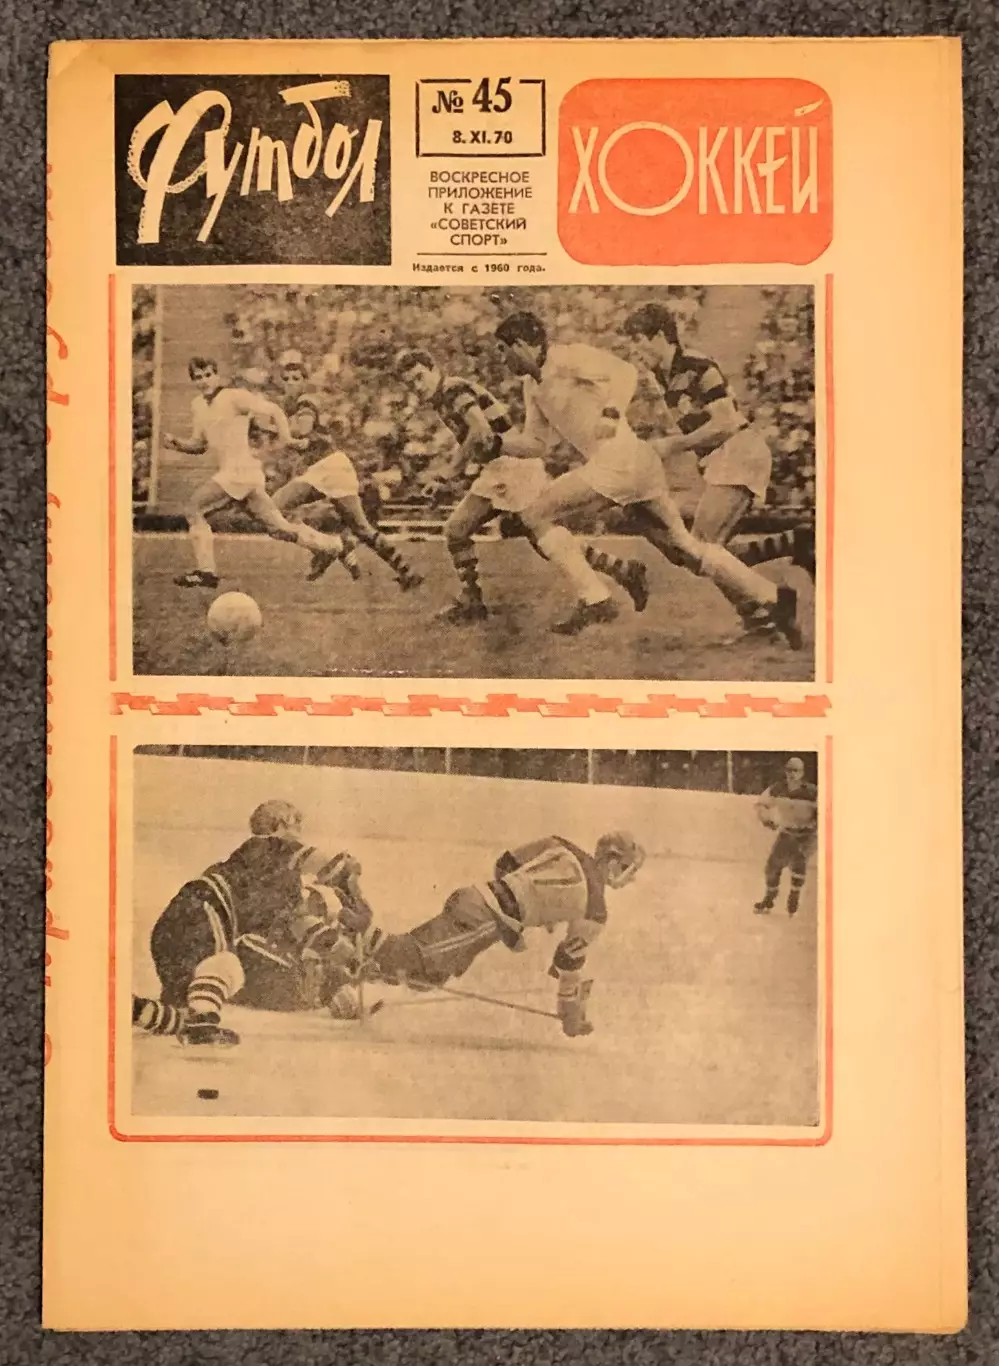 Футбол
№ 45
8. XI. 70
ВОСКРЕСНОЕ
ПРИЛОЖЕНИЕ
К ГАЗЕТЕ
«СОВЕТСКИЙ
СПОРТ»
Издается с 1960 года.
ХОККЕЙ